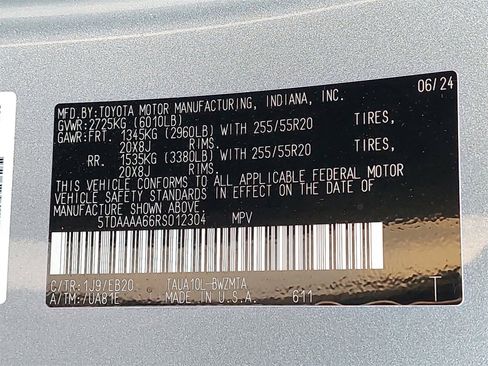 MFD.BY:TOYOTA MOTOR MANUFACTURING, INDIANA, INC. 06/24
GVWR:2725KG (6010LB)
GAWR:FRT. 1345KG (2960LB) WITH 255/55R20 TIRES,
20X8J RIMS.
RR. 1535KG (3380LB) WITH 255/55R20 TIRES,
20X8J RIMS.
THIS VEHICLE CONFORMS TO ALL APPLICABLE FEDERAL MOTOR
VEHICLE SAFETY STANDARDS IN EFFECT ON THE DATE OF
MANUFACTURE SHOWN ABOVE.
5TDAAAA66RS012304 MPV
C/TR:1J9/EB20 TAUA10L-BWZMTA
A/TM:-/UA81E MADE IN U.S.A. 611 T